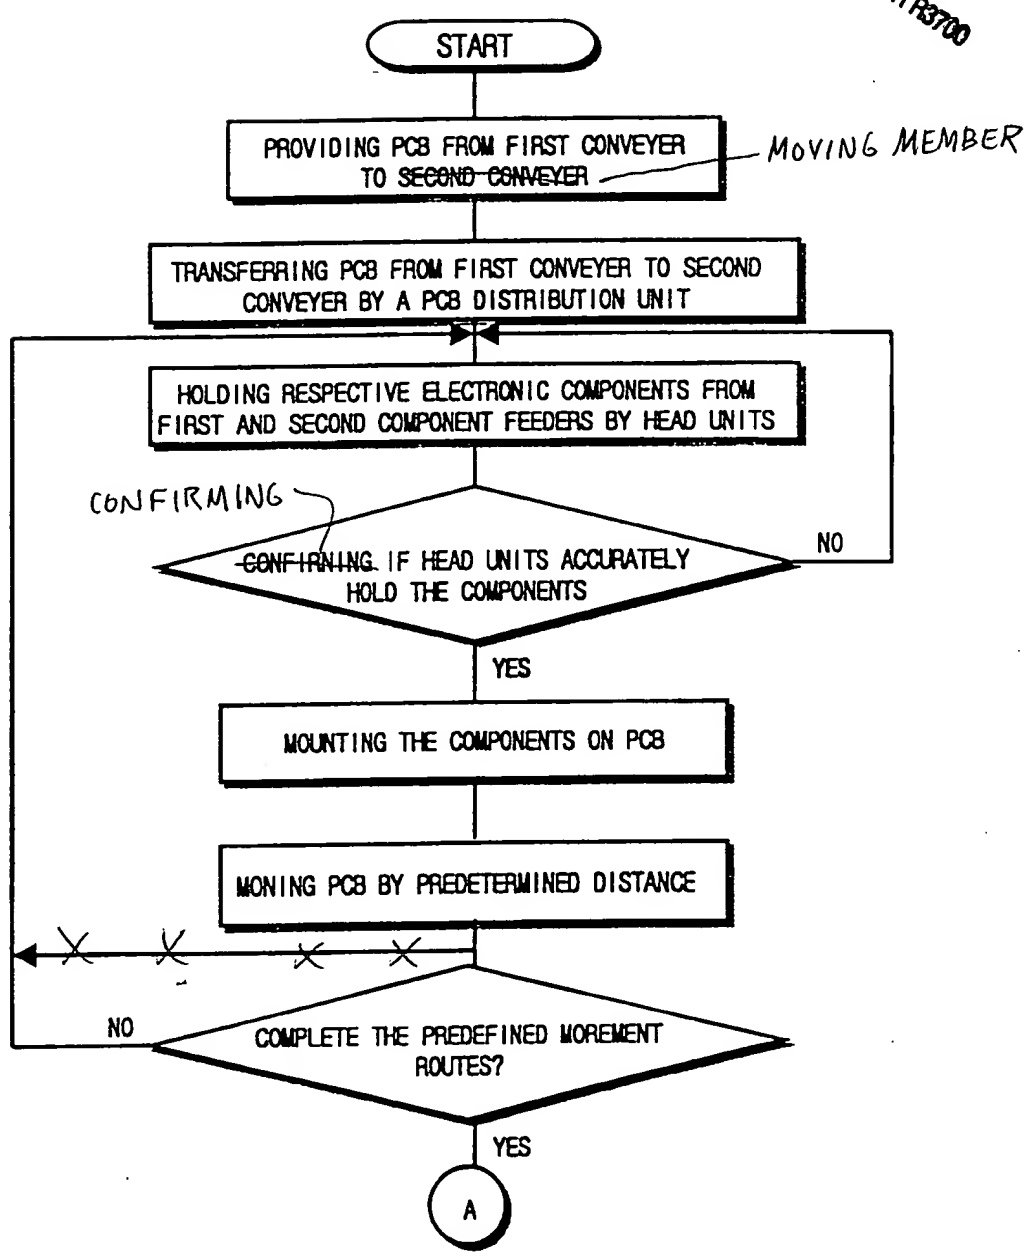 R3700
START
PROVIDING PCB FROM FIRST CONVEYER
TO SECOND CONVEYER
MOVING MEMBER
TRANSFERRING PCB FROM FIRST CONVEYER TO SECOND
CONVEYER BY A PCB DISTRIBUTION UNIT
HOLDING RESPECTIVE ELECTRONIC COMPONENTS FROM
FIRST AND SECOND COMPONENT FEEDERS BY HEAD UNITS
CONFIRMING
CONFIRNING IF HEAD UNITS ACCURATELY
HOLD THE COMPONENTS
NO
YES
MOUNTING THE COMPONENTS ON PCB
MONING PCB BY PREDETERMINED DISTANCE
X X X X
NO
COMPLETE THE PREDEFINED MOREMENT
ROUTES?
YES
A